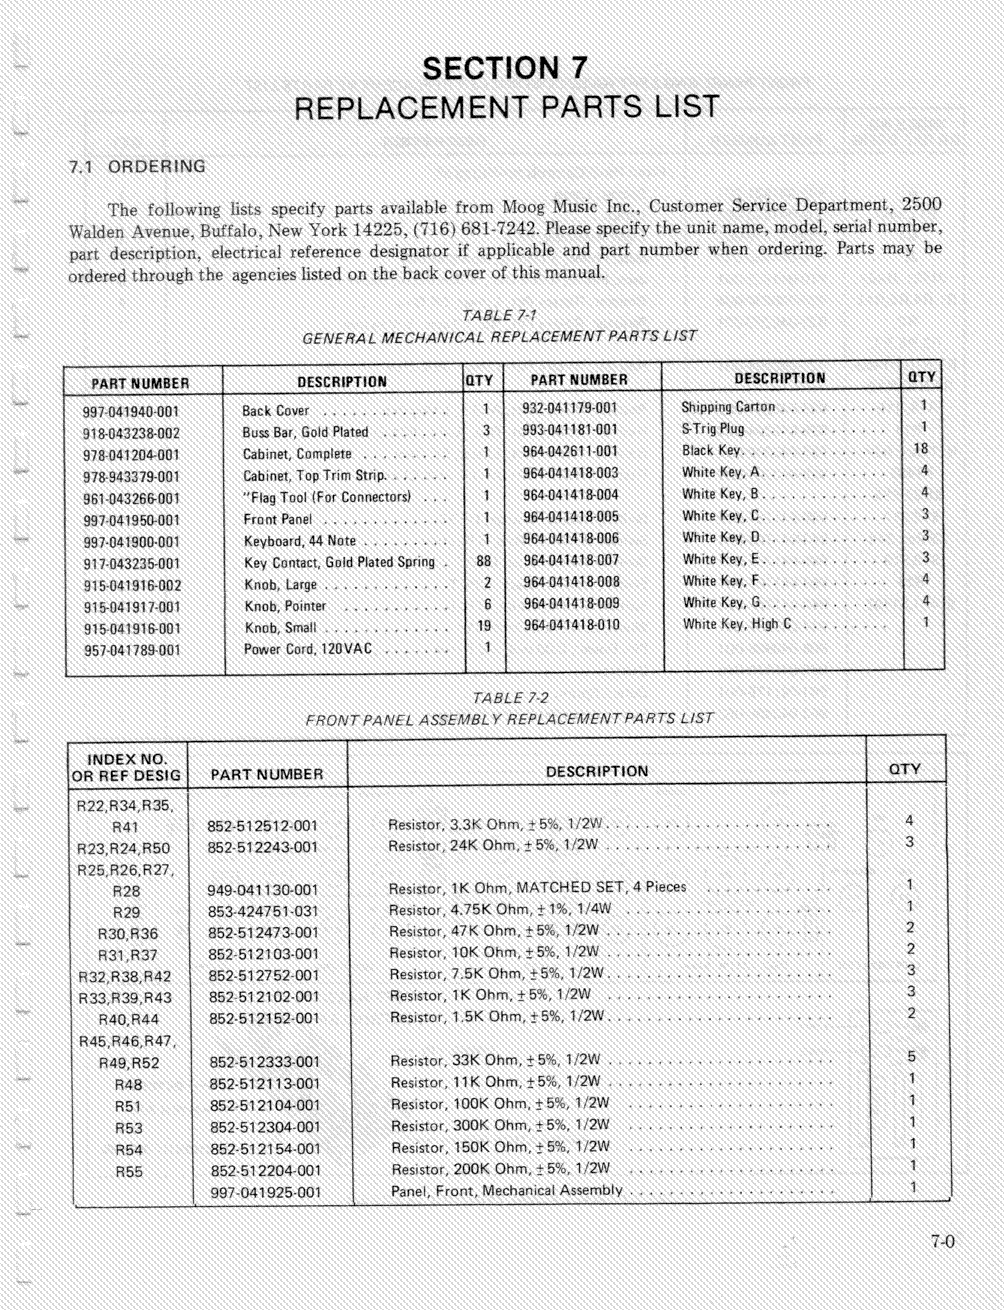 SECTION 7
REPLACEMENT PARTS LIST
7.1 ORDERING
The following lists specify parts available from Moog Music Inc., Customer Service Department, 2500
Walden Avenue, Buffalo, New York 14225, (716) 681-7242. Please specify the unit name, model, serial number,
part description, electrical reference designator if applicable and part number when ordering. Parts may be
ordered through the agencies listed on the back cover of this manual.
TABLE 7-1
GENERAL MECHANICAL REPLACEMENT PARTS LIST
PART NUMBER DESCRIPTION QTY PART NUMBER DESCRIPTION QTY
997-041940-001 Back Cover . . . . . . . . . . . . . 1 932-041179-001 Shipping Carton . . . . . . . . . . . 1
918-043238-002 Buss Bar, Gold Plated . . . . . . . 3 993-041181-001 S-Trig Plug . . . . . . . . . . . . . 1
978-041204-001 Cabinet, Complete . . . . . . . . . 1 964-042611-001 Black Key. . . . . . . . . . . . . . . 18
978-943379-001 Cabinet, Top Trim Strip. . . . . . . 1 964-041418-003 White Key, A. . . . . . . . . . . . . 4
961-043266-001 "Flag Tool (For Connectors) . . . 1 964-041418-004 White Key, B . . . . . . . . . . . . . 4
997-041950-001 Front Panel . . . . . . . . . . . . . 1 964-041418-005 White Key, C. . . . . . . . . . . . . 3
997-041900-001 Keyboard, 44 Note . . . . . . . . . 1 964-041418-006 White Key, D. . . . . . . . . . . . . 3
917-043235-001 Key Contact, Gold Plated Spring . 88 964-041418-007 White Key, E. . . . . . . . . . . . . 3
915-041916-002 Knob, Large . . . . . . . . . . . . . 2 964-041418-008 White Key, F . . . . . . . . . . . . . 4
915-041917-001 Knob, Pointer . . . . . . . . . . . 6 964-041418-009 White Key, G. . . . . . . . . . . . . 4
915-041916-001 Knob, Small . . . . . . . . . . . . . 19 964-041418-010 White Key, High C . . . . . . . . . 1
957-041789-001 Power Cord, 120VAC . . . . . . . 1
TABLE 7-2
FRONT PANEL ASSEMBLY REPLACEMENT PARTS LIST
INDEX NO.
OR REF DESIG PART NUMBER DESCRIPTION QTY
R22,R34,R35,
R41 852-512512-001 Resistor, 3.3K Ohm, ±5%, 1/2W. . . . . . . . . . . . . . . . . . . . . . . 4
R23,R24,R50 852-512243-001 Resistor, 24K Ohm, ±5%, 1/2W . . . . . . . . . . . . . . . . . . . . . . . 3
R25,R26,R27,
R28 949-041130-001 Resistor, 1K Ohm, MATCHED SET, 4 Pieces . . . . . . . . . . . . . 1
R29 853-424751-031 Resistor, 4.75K Ohm, ±1%, 1/4W . . . . . . . . . . . . . . . . . . . . . 1
R30,R36 852-512473-001 Resistor, 47K Ohm, ±5%, 1/2W . . . . . . . . . . . . . . . . . . . . . . . 2
R31,R37 852-512103-001 Resistor, 10K Ohm, ±5%, 1/2W . . . . . . . . . . . . . . . . . . . . . . . 2
R32,R38,R42 852-512752-001 Resistor, 7.5K Ohm, ±5%, 1/2W. . . . . . . . . . . . . . . . . . . . . . . 3
R33,R39,R43 852-512102-001 Resistor, 1K Ohm, ±5%, 1/2W . . . . . . . . . . . . . . . . . . . . . . . 3
R40,R44 852-512152-001 Resistor, 1.5K Ohm, ±5%, 1/2W. . . . . . . . . . . . . . . . . . . . . . . 2
R45,R46,R47,
R49,R52 852-512333-001 Resistor, 33K Ohm, ±5%, 1/2W . . . . . . . . . . . . . . . . . . . . . . . 5
R48 852-512113-001 Resistor, 11K Ohm, ±5%, 1/2W . . . . . . . . . . . . . . . . . . . . . . . 1
R51 852-512104-001 Resistor, 100K Ohm, ±5%, 1/2W . . . . . . . . . . . . . . . . . . . . . 1
R53 852-512304-001 Resistor, 300K Ohm, ±5%, 1/2W . . . . . . . . . . . . . . . . . . . . . 1
R54 852-512154-001 Resistor, 150K Ohm, ±5%, 1/2W . . . . . . . . . . . . . . . . . . . . . 1
R55 852-512204-001 Resistor, 200K Ohm, ±5%, 1/2W . . . . . . . . . . . . . . . . . . . . . 1
997-041925-001 Panel, Front, Mechanical Assembly . . . . . . . . . . . . . . . . . . . . . 1
7-0